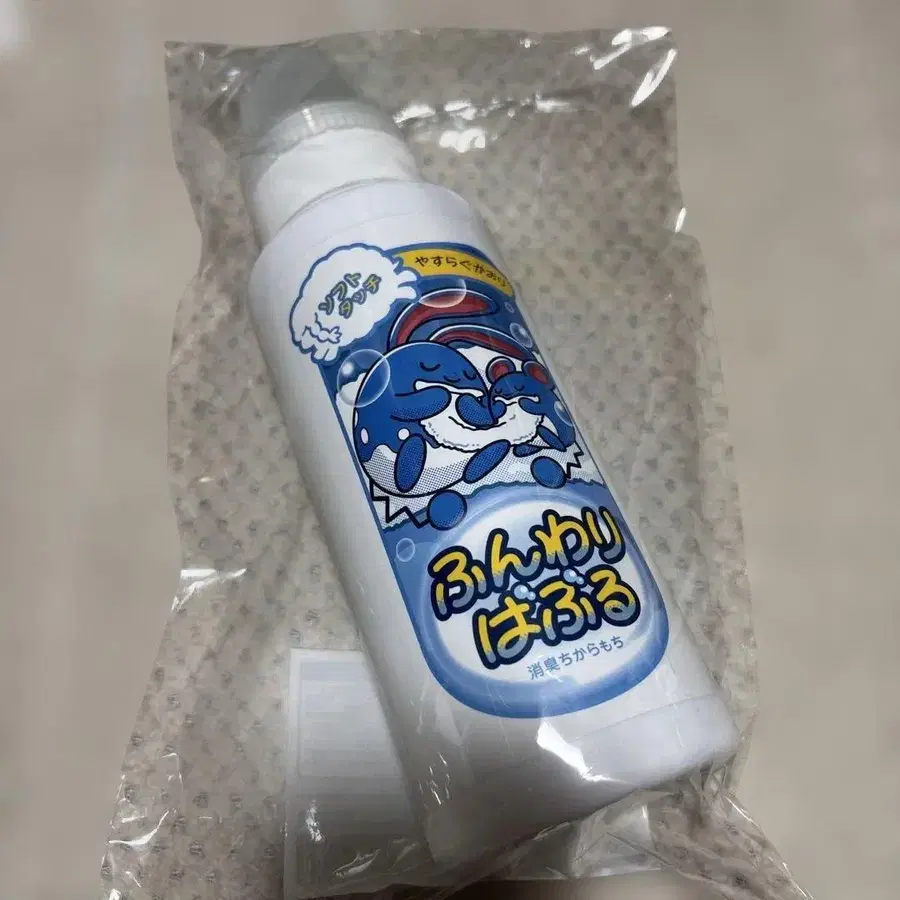 ソフト
タッチ
やすらぐかおり
ふんわり
ばぶる
消臭ちからもち